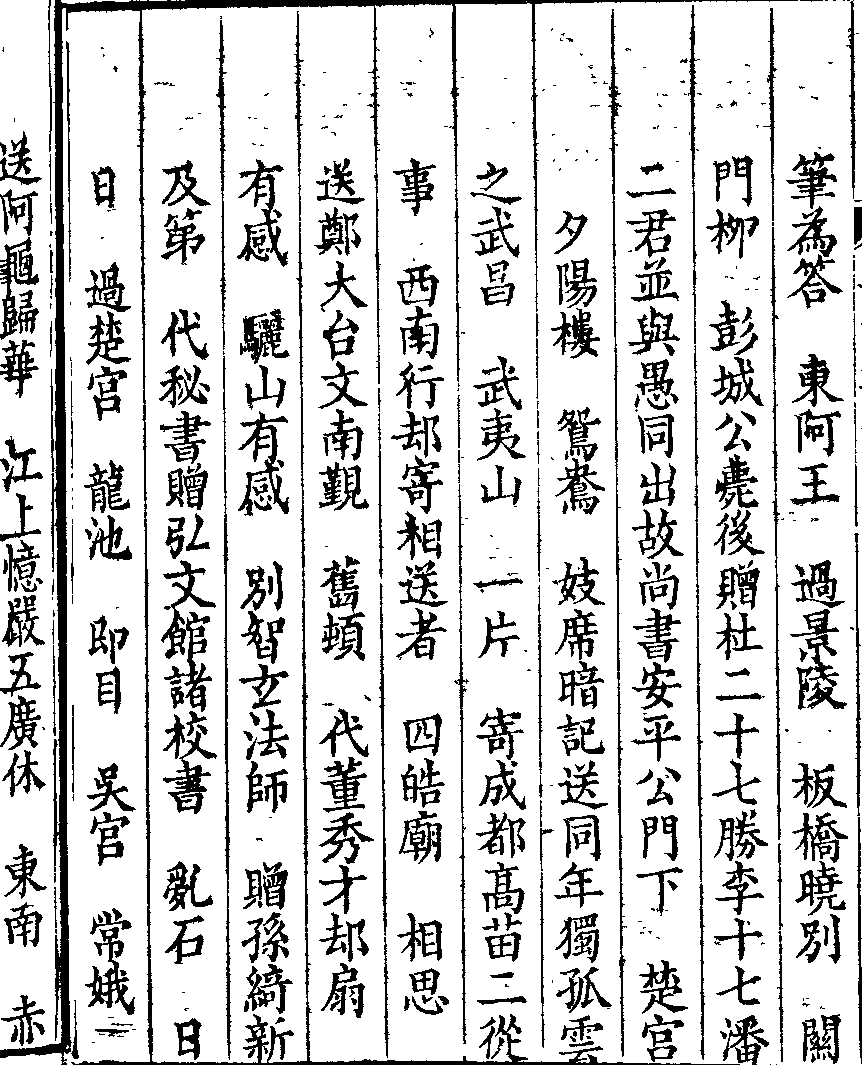 筆為答　東阿王　過景陵　板橋曉別　關
門柳　彭城公薨後贈杜二十七勝李十七潘
二君並與愚同出故尚書安平公門下　楚宮
夕陽樓　鴛鴦　妓席暗記送同年獨孤雲
之武昌　武夷山　一片　寄成都髙苗二從
事　西南行却寄相送者　四皓廟　相思
送鄭大台文南覲　舊頓　代董秀才却扇
有感　驪山有感　別智玄法師　贈孫綺新
及第　代秘書贈弘文館諸校書　亂石　日
日　過楚宮　龍池　即目　吳宮　常娥二
送阿龜歸華　江上憶嚴五廣休　東南　赤